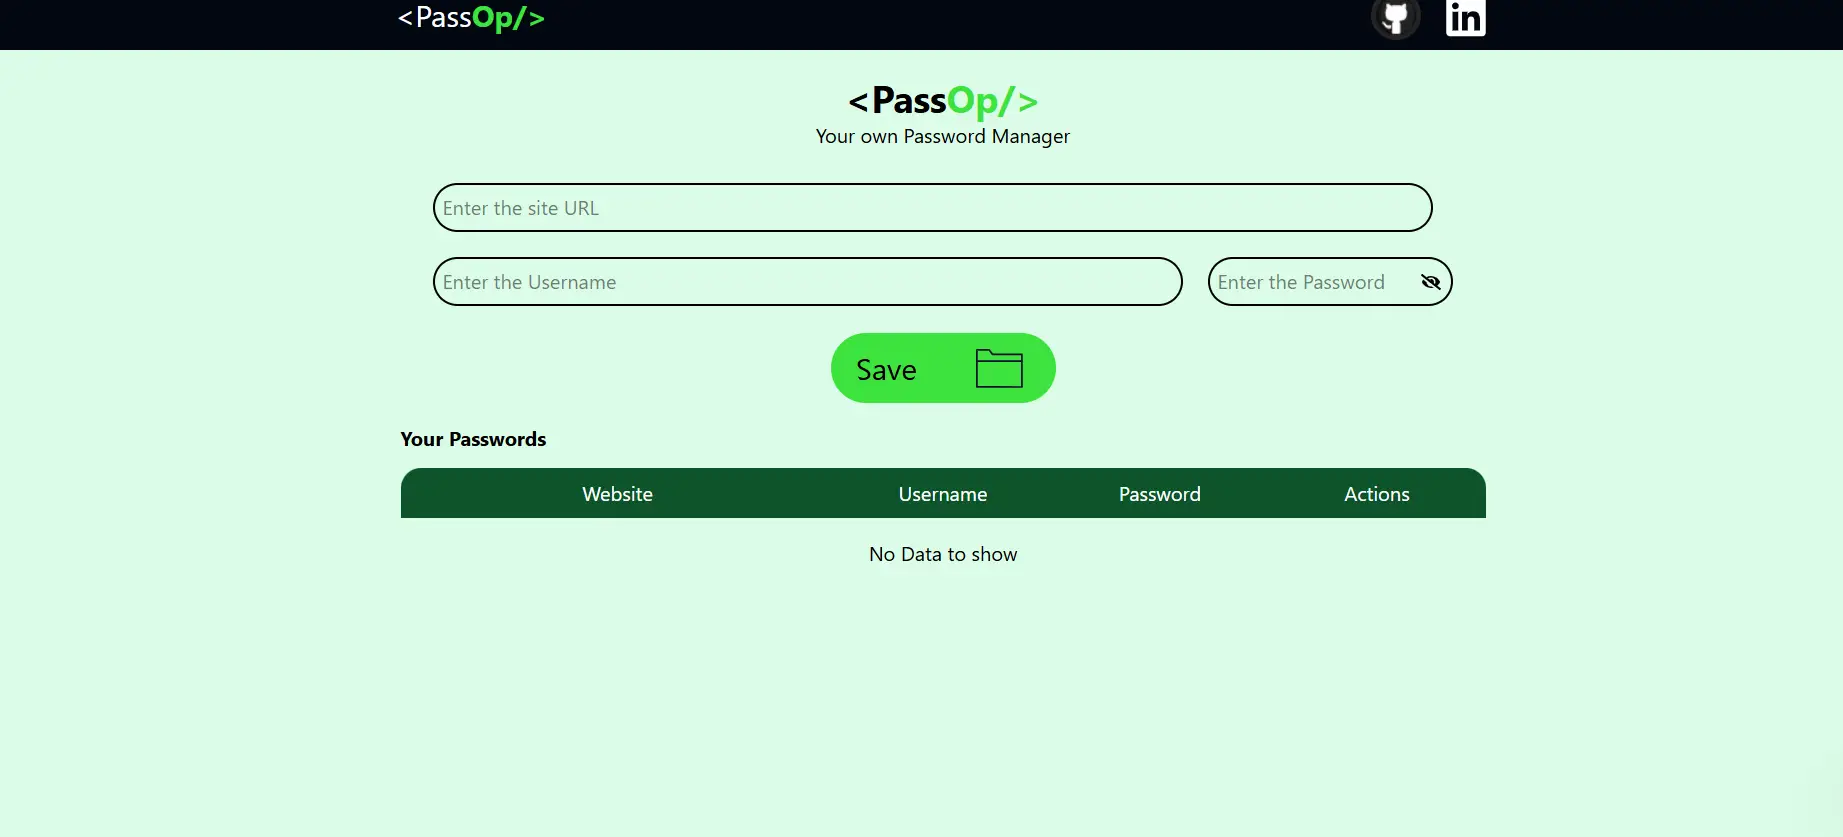 <PassOp/>
in
<PassOp/>
Your own Password Manager
Enter the site URL
Enter the Username
Enter the Password
Save
Your Passwords
Website
Username
Password
Actions
No Data to show